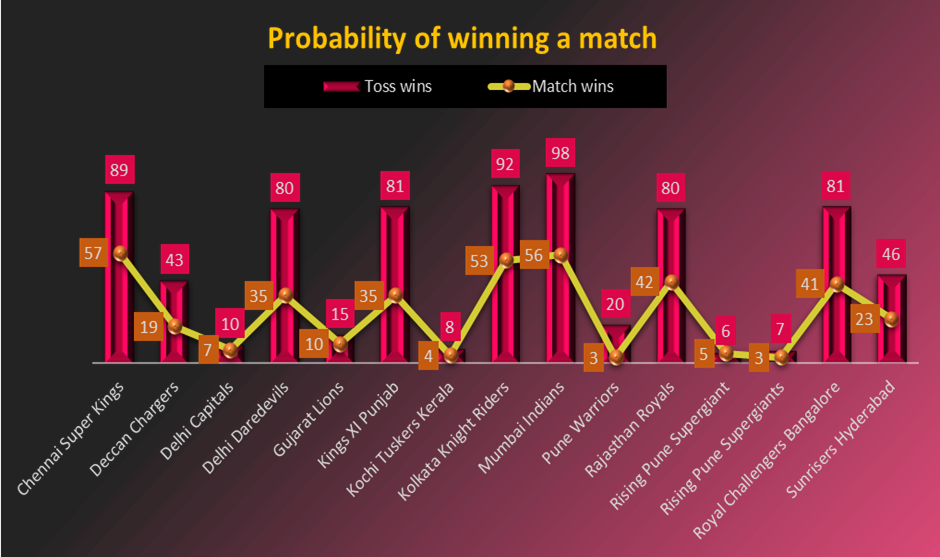 Probability of winning a match
Toss wins Match wins
89 43 10 80 15 81 8 92 98 20 80 6 7 81 46
57 19 7 35 10 35 4 53 56 3 42 5 3 41 23
Chennai Super Kings
Deccan Chargers
Delhi Capitals
Delhi Daredevils
Gujarat Lions
Kings XI Punjab
Kochi Tuskers Kerala
Kolkata Knight Riders
Mumbai Indians
Pune Warriors
Rajasthan Royals
Rising Pune Supergiant
Rising Pune Supergiants
Royal Challengers Bangalore
Sunrisers Hyderabad